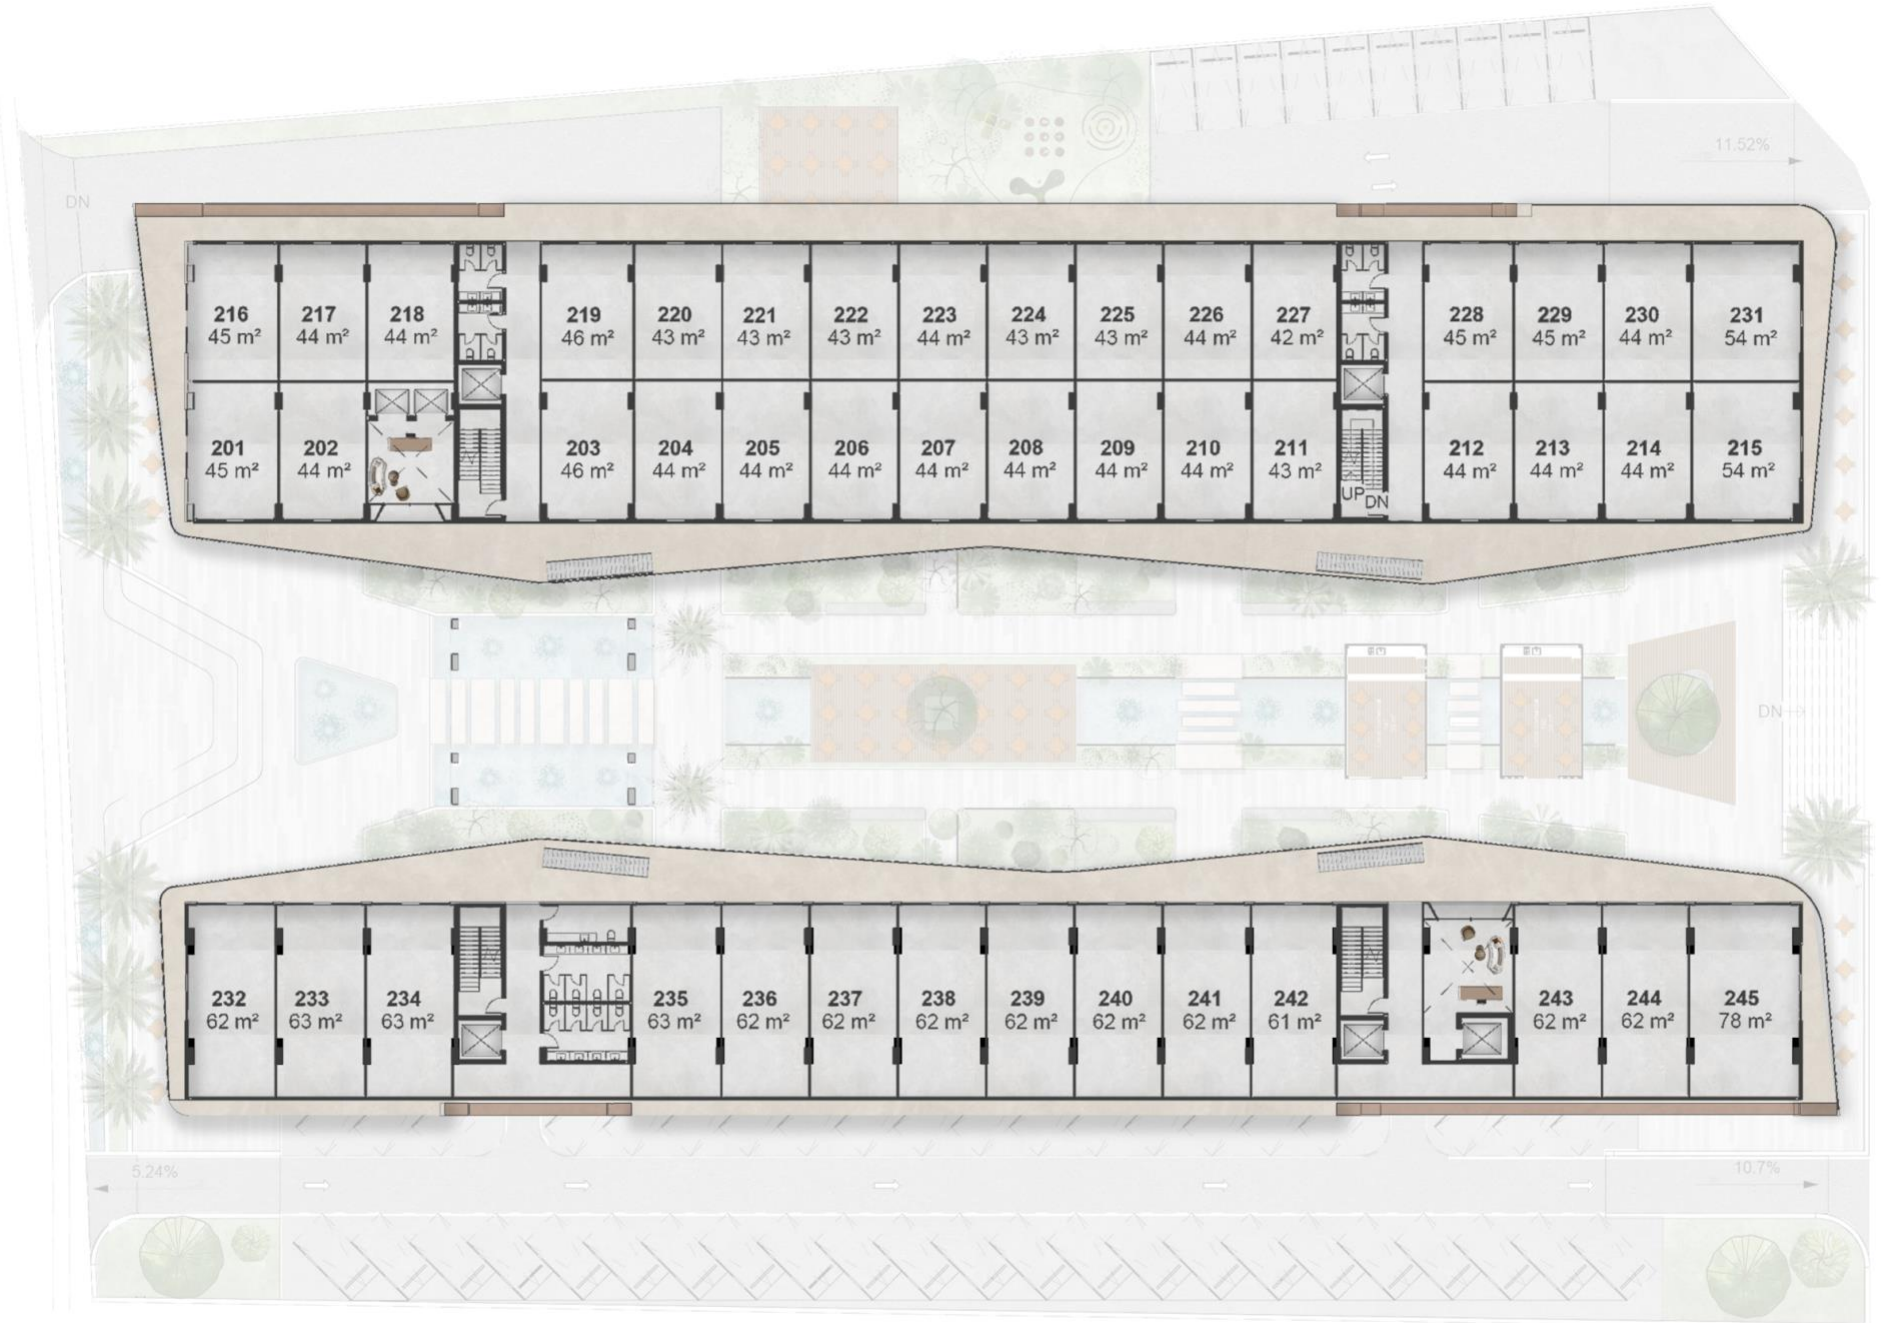 11.52%
DN
216
45 m²
217
44 m²
218
44 m²
219
46 m²
220
43 m²
221
43 m²
222
43 m²
223
44 m²
224
43 m²
225
43 m²
226
44 m²
227
42 m²
228
45 m²
229
45 m²
230
44 m²
231
54 m²
201
45 m²
202
44 m²
203
46 m²
204
44 m²
205
44 m²
206
44 m²
207
44 m²
208
44 m²
209
44 m²
210
44 m²
211
43 m²
212
44 m²
213
44 m²
214
44 m²
215
54 m²
UP
DN
DN
232
62 m²
233
63 m²
234
63 m²
235
63 m²
236
62 m²
237
62 m²
238
62 m²
239
62 m²
240
62 m²
241
62 m²
242
61 m²
243
62 m²
244
62 m²
245
78 m²
5.24%
10.7%